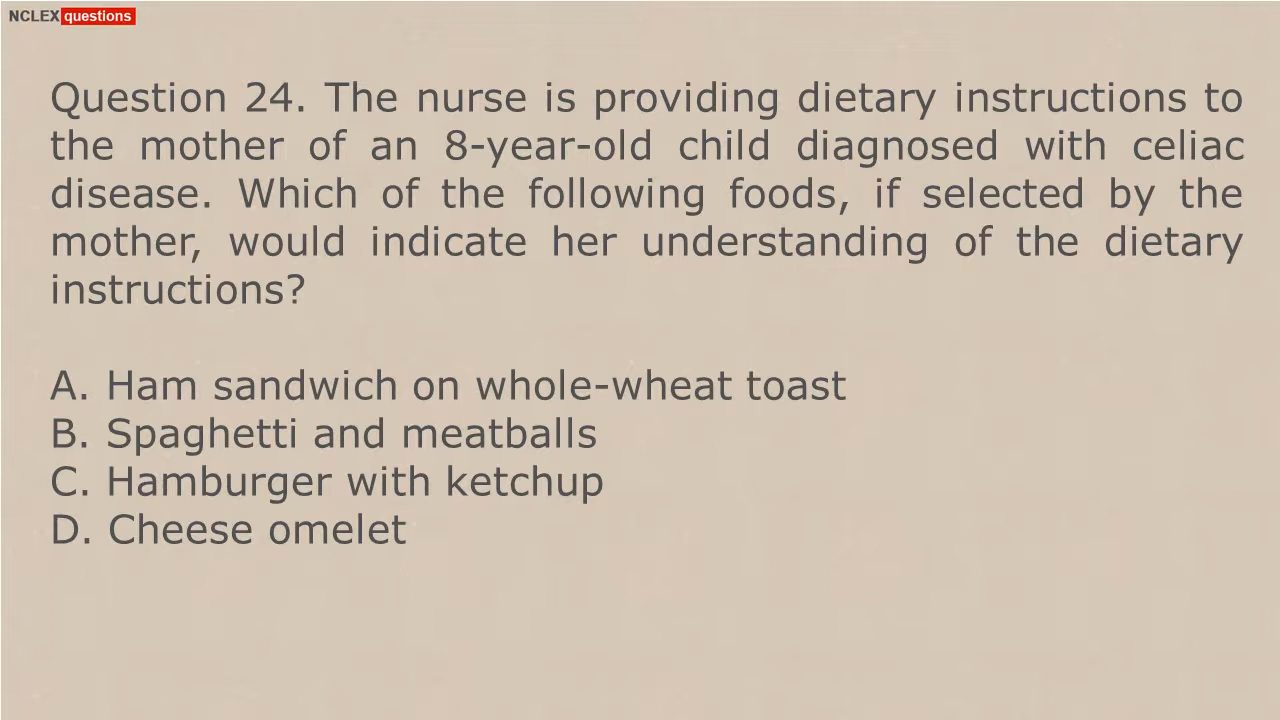 NCLEX questions
Question 24. The nurse is providing dietary instructions to
the mother of an 8-year-old child diagnosed with celiac
disease. Which of the following foods, if selected by the
mother, would indicate her understanding of the dietary
instructions?
A. Ham sandwich on whole-wheat toast
B. Spaghetti and meatballs
C. Hamburger with ketchup
D. Cheese omelet